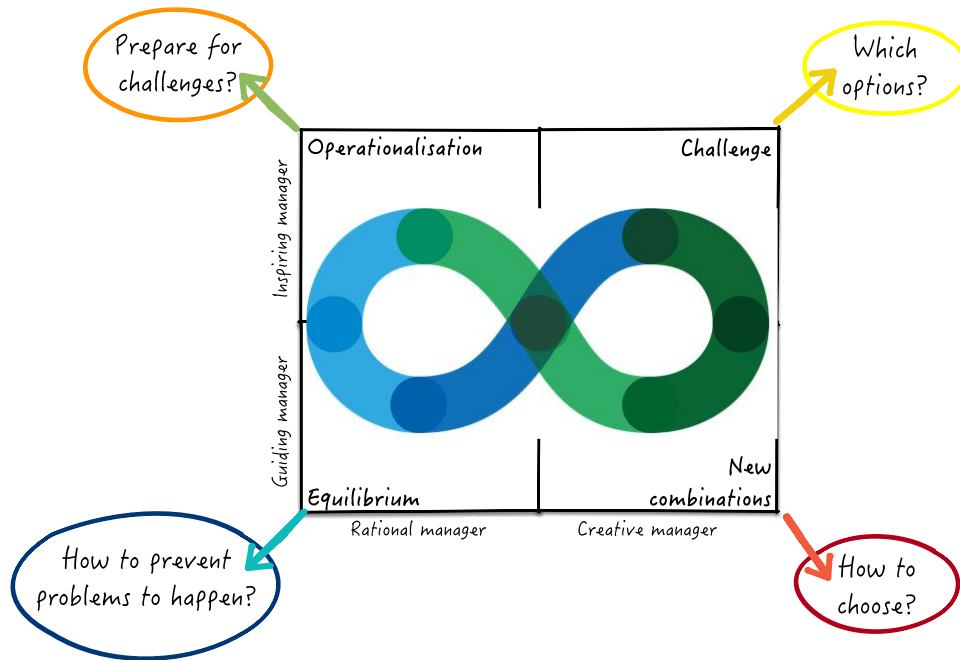 Prepare for
challenges?
Which
options?
Operationalisation
Challenge
Inspiring manager
Guiding manager
New
combinations
Equilibrium
Rational manager
Creative manager
How to prevent
problems to happen?
How to
choose?